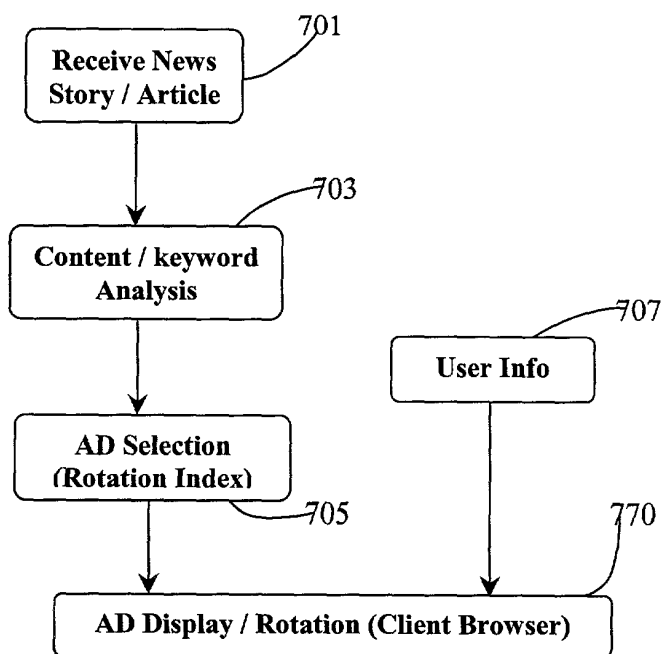 701
Receive News
Story / Article
703
Content / keyword
Analysis
707
User Info
AD Selection
(Rotation Index)
705
770
AD Display / Rotation (Client Browser)